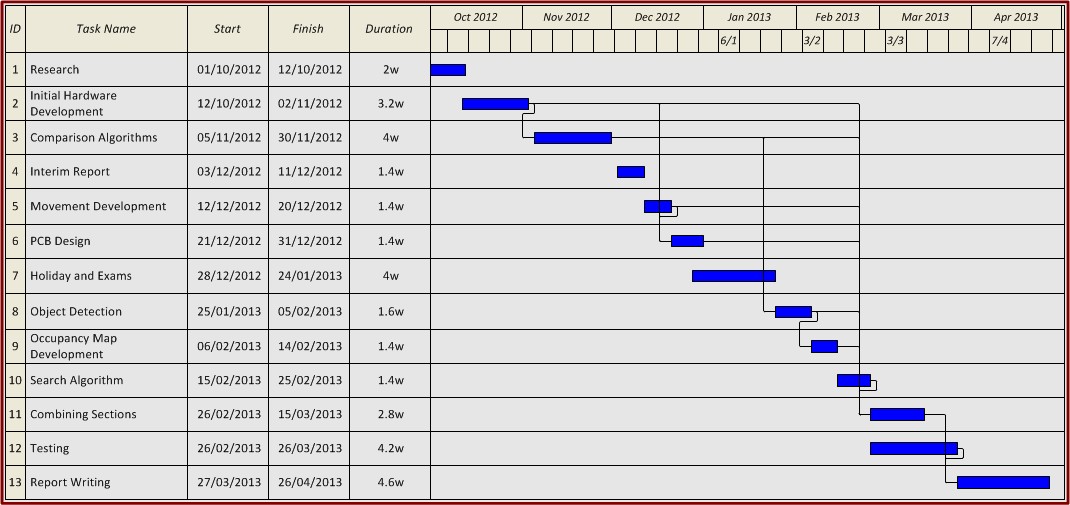 ID Task Name Start Finish Duration Oct 2012 Nov 2012 Dec 2012 Jan 2013 Feb 2013 Mar 2013 Apr 2013
6/1 3/2 3/3 7/4
1 Research 01/10/2012 12/10/2012 2w
2 Initial Hardware
Development 12/10/2012 02/11/2012 3.2w
3 Comparison Algorithms 05/11/2012 30/11/2012 4w
4 Interim Report 03/12/2012 11/12/2012 1.4w
5 Movement Development 12/12/2012 20/12/2012 1.4w
6 PCB Design 21/12/2012 31/12/2012 1.4w
7 Holiday and Exams 28/12/2012 24/01/2013 4w
8 Object Detection 25/01/2013 05/02/2013 1.6w
9 Occupancy Map
Development 06/02/2013 14/02/2013 1.4w
10 Search Algorithm 15/02/2013 25/02/2013 1.4w
11 Combining Sections 26/02/2013 15/03/2013 2.8w
12 Testing 26/02/2013 26/03/2013 4.2w
13 Report Writing 27/03/2013 26/04/2013 4.6w